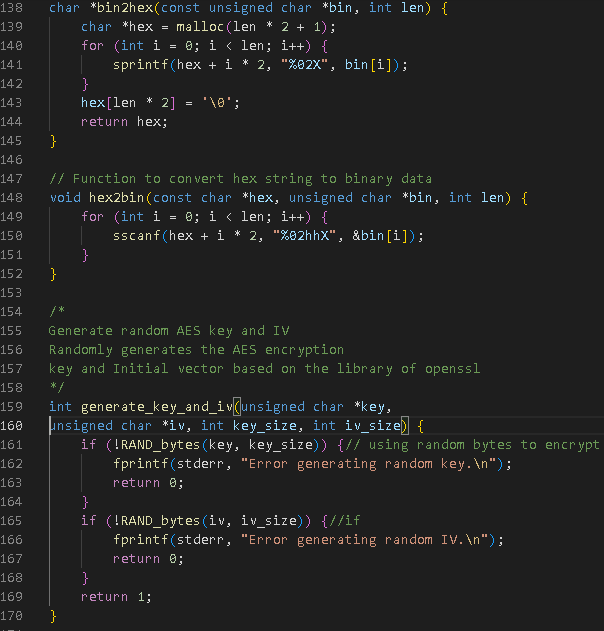 138 char *bin2hex(const unsigned char *bin, int len) {
139     char *hex = malloc(len * 2 + 1);
140     for (int i = 0; i < len; i++) {
141         sprintf(hex + i * 2, "%02X", bin[i]);
142     }
143     hex[len * 2] = '\0';
144     return hex;
145 }
146
147 // Function to convert hex string to binary data
148 void hex2bin(const char *hex, unsigned char *bin, int len) {
149     for (int i = 0; i < len; i++) {
150         sscanf(hex + i * 2, "%02hhX", &bin[i]);
151     }
152 }
153
154 /*
155 Generate random AES key and IV
156 Randomly generates the AES encryption
157 key and Initial vector based on the library of openssl
158 */
159 int generate_key_and_iv(unsigned char *key,
160 unsigned char *iv, int key_size, int iv_size) {
161     if (!RAND_bytes(key, key_size)) {// using random bytes to encrypt
162         fprintf(stderr, "Error generating random key.\n");
163         return 0;
164     }
165     if (!RAND_bytes(iv, iv_size)) {//if
166         fprintf(stderr, "Error generating random IV.\n");
167         return 0;
168     }
169     return 1;
170 }